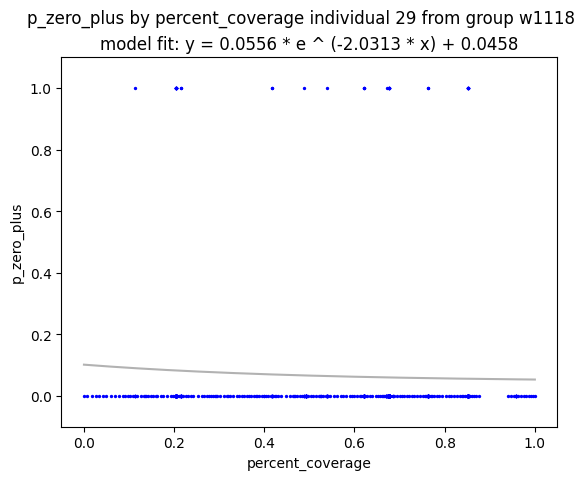 p_zero_plus by percent_coverage individual 29 from group w1118
model fit: y = 0.0556 * e ^ (-2.0313 * x) + 0.0458
1.0
0.8
0.6
0.4
0.2
0.0
p_zero_plus
0.0 0.2 0.4 0.6 0.8 1.0
percent_coverage